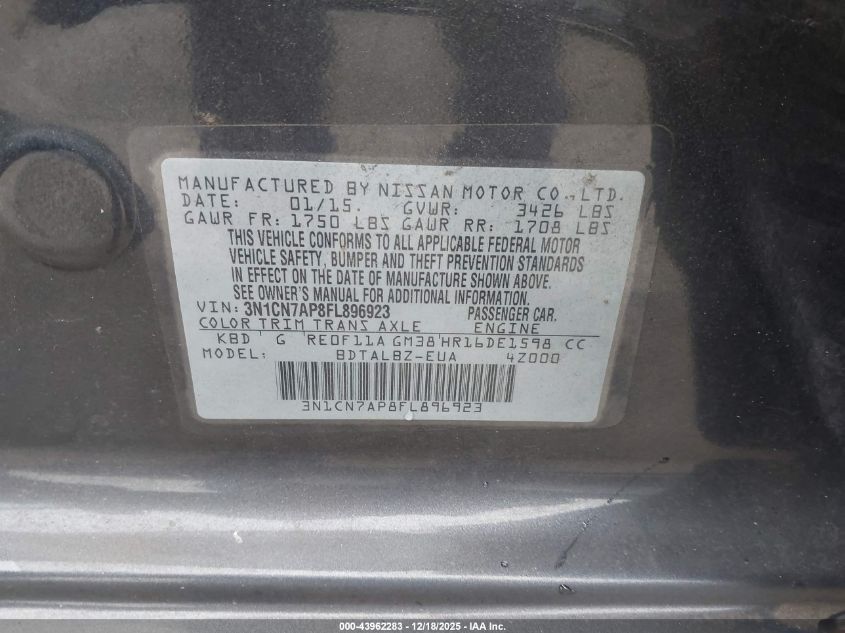 MANUFACTURED BY NISSAN MOTOR CO., LTD.
DATE: 01/15. GVWR: 3426 LBS
GAWR FR: 1750 LBS GAWR RR: 1708 LBS
THIS VEHICLE CONFORMS TO ALL APPLICABLE FEDERAL MOTOR
VEHICLE SAFETY, BUMPER AND THEFT PREVENTION STANDARDS
IN EFFECT ON THE DATE OF MANUFACTURE SHOWN ABOVE.
SEE OWNER'S MANUAL FOR ADDITIONAL INFORMATION.
VIN: 3N1CN7AP8FL896923 PASSENGER CAR.
COLOR TRIM TRANS AXLE ENGINE
KBD G RE0F11A GM38 HR16DE1598 CC
MODEL: BDTALBZ-EUA 4Z000
3N1CN7AP8FL896923
000-43962283 - 12/18/2025 - IAA Inc.